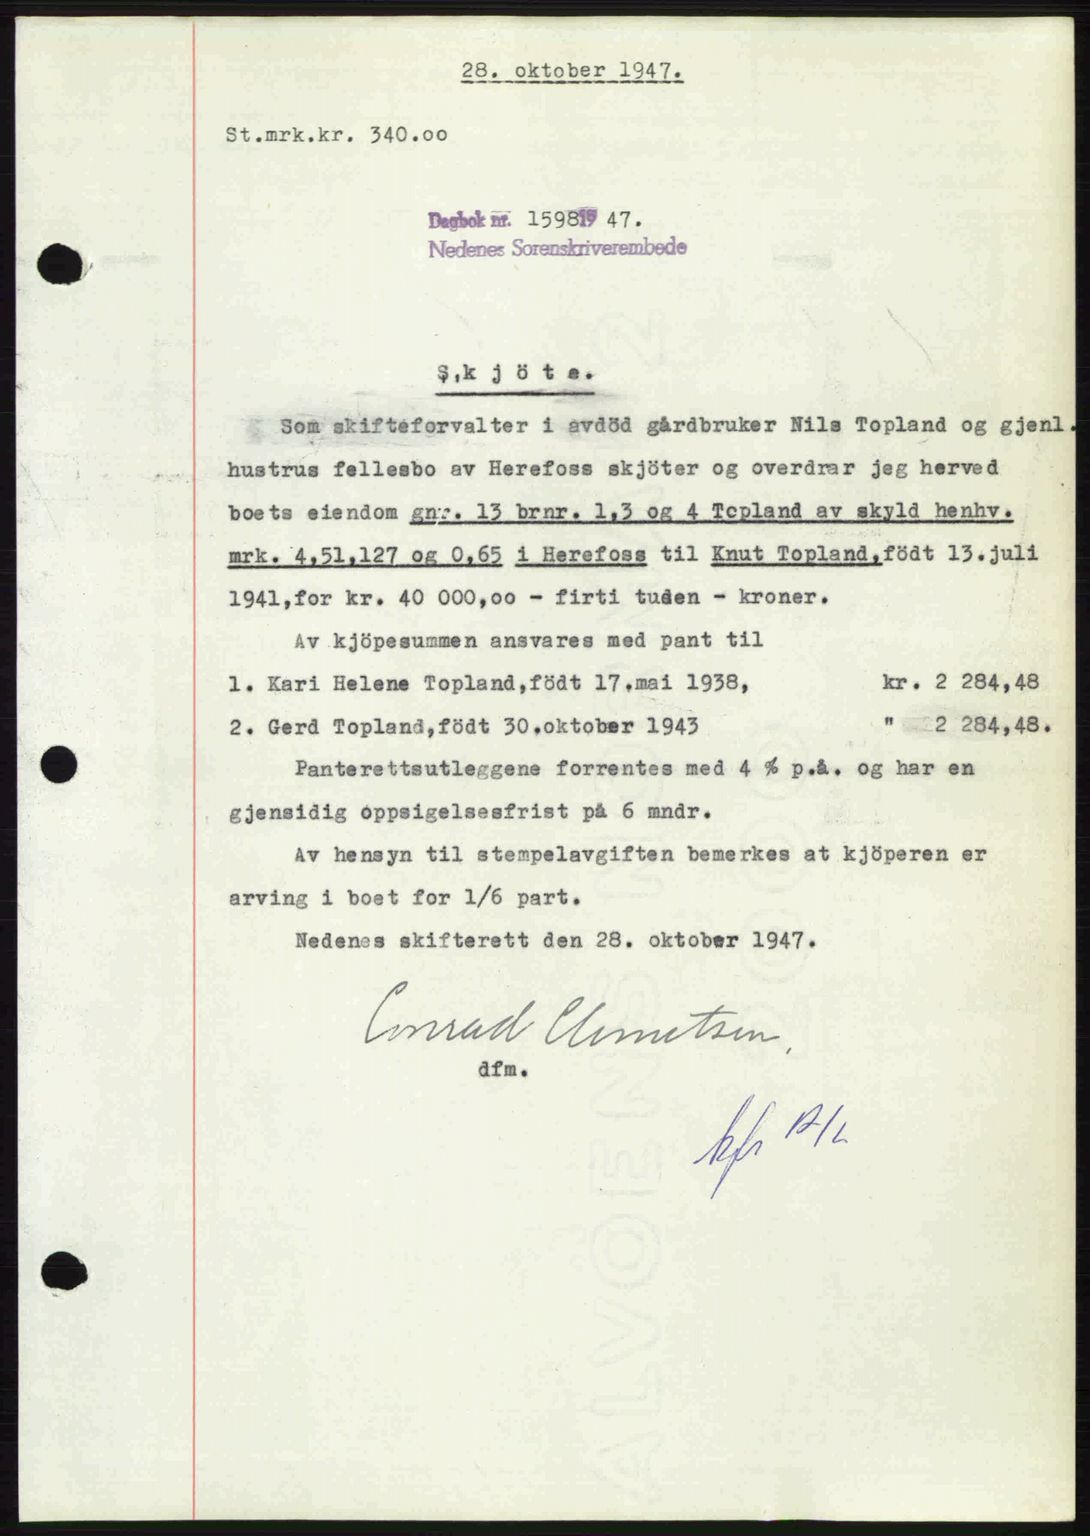 28. oktober 1947.
St.mrk.kr. 340.oo
Dagbok nr. 1598 19 47.
Nedenes Sorenskriverembede
S,k j ö t e.
Som skifteforvalter i avdöd gårdbruker Nils Topland og gjenl.
hustrus fellesbo av Herefoss skjöter og overdrar jeg herved
boets eiendom gnr. 13 brnr. 1,3 og 4 Topland av skyld henhv.
mrk. 4,51,127 og 0,65 i Herefoss til Knut Topland,födt 13.juli
1941,for kr. 40 000,oo - firti tusen - kroner.
Av kjöpesummen ansvares med pant til
1. Kari Helene Topland,födt 17.mai 1938, kr. 2 284,48
2. Gerd Topland,födt 30.oktober 1943 " 2 284,48.
Panterettsutleggene forrentes med 4 % p.å. og har en
gjensidig oppsigelsesfrist på 6 mndr.
Av hensyn til stempelavgiften bemerkes at kjöperen er
arving i boet for 1/6 part.
Nedenes skifterett den 28. oktober 1947.
Conrad Clemetsen.
dfm.